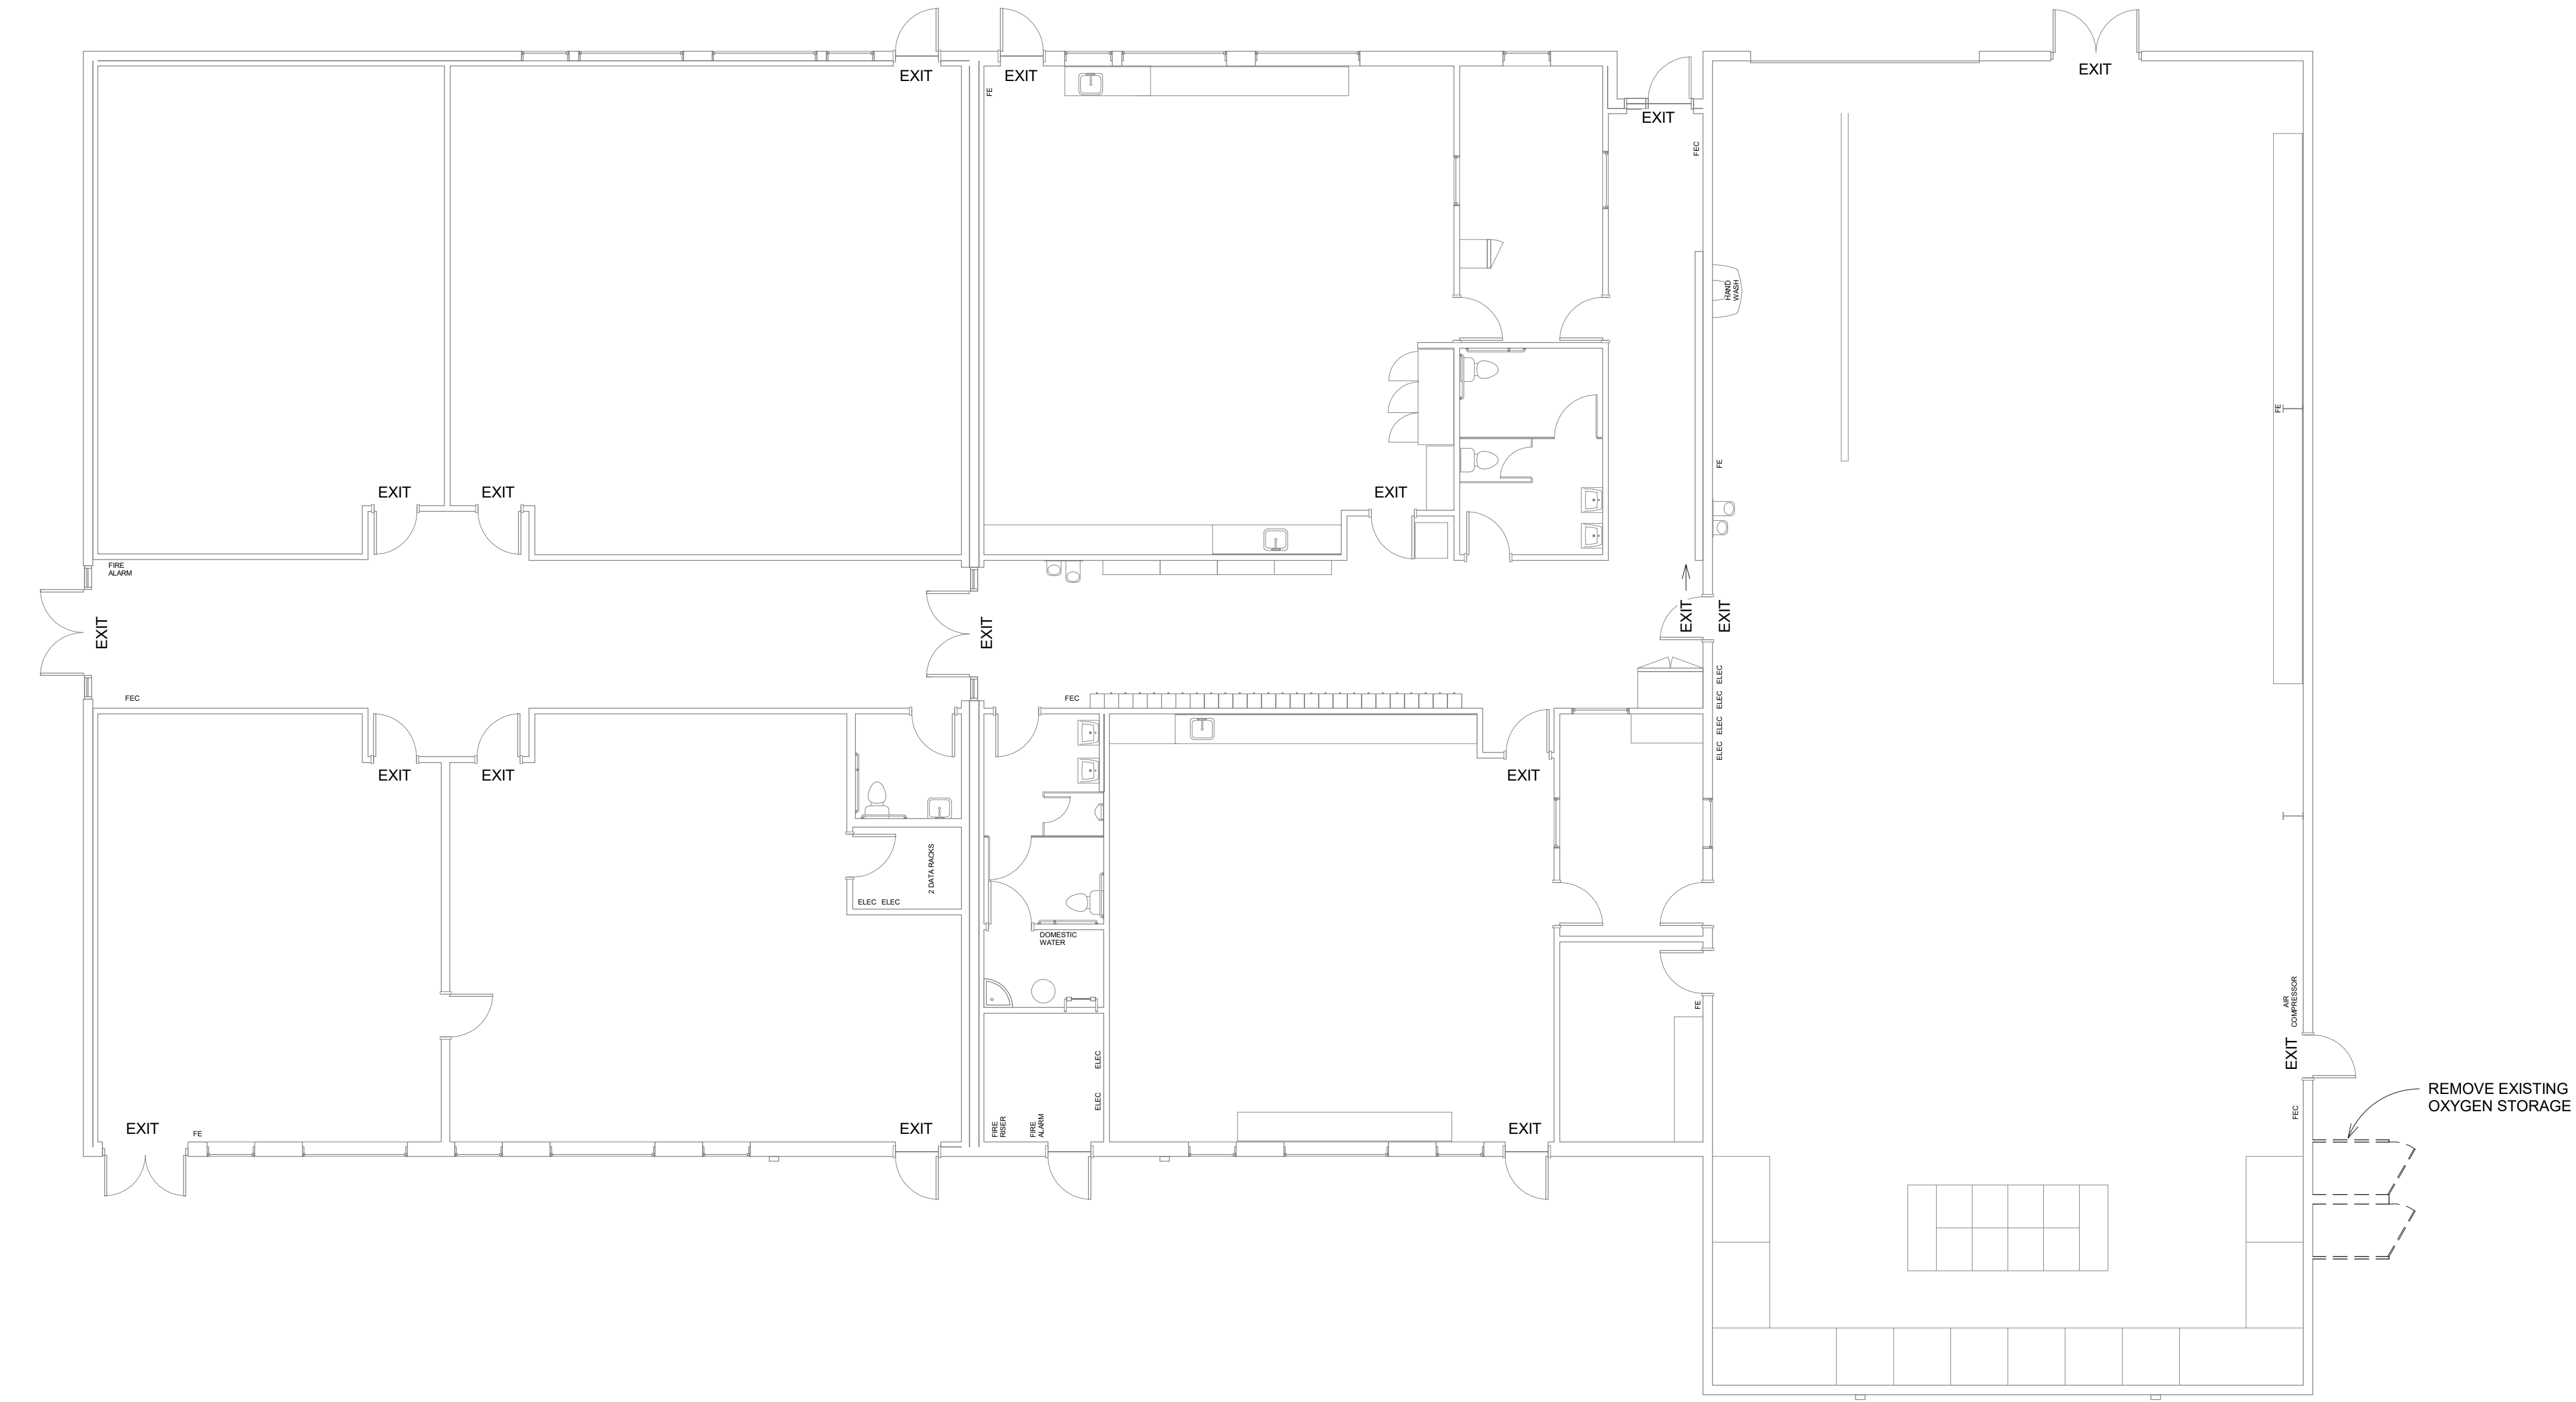 EXIT
EXIT
EXIT
EXIT
FE
FEC
HAND
WASH
FE
FE
EXIT
EXIT
EXIT
FIRE
ALARM
EXIT
EXIT
EXIT
EXIT
FEC
FEC
ELEC ELEC ELEC ELEC
EXIT
EXIT
EXIT
2 DATA RACKS
ELEC ELEC
DOMESTIC
WATER
FE
AIR
COMPRESSOR
EXIT
ELEC
ELEC
FEC
REMOVE EXISTING
OXYGEN STORAGE
EXIT
FE
EXIT
FIRE
RISER
FIRE
ALARM
EXIT